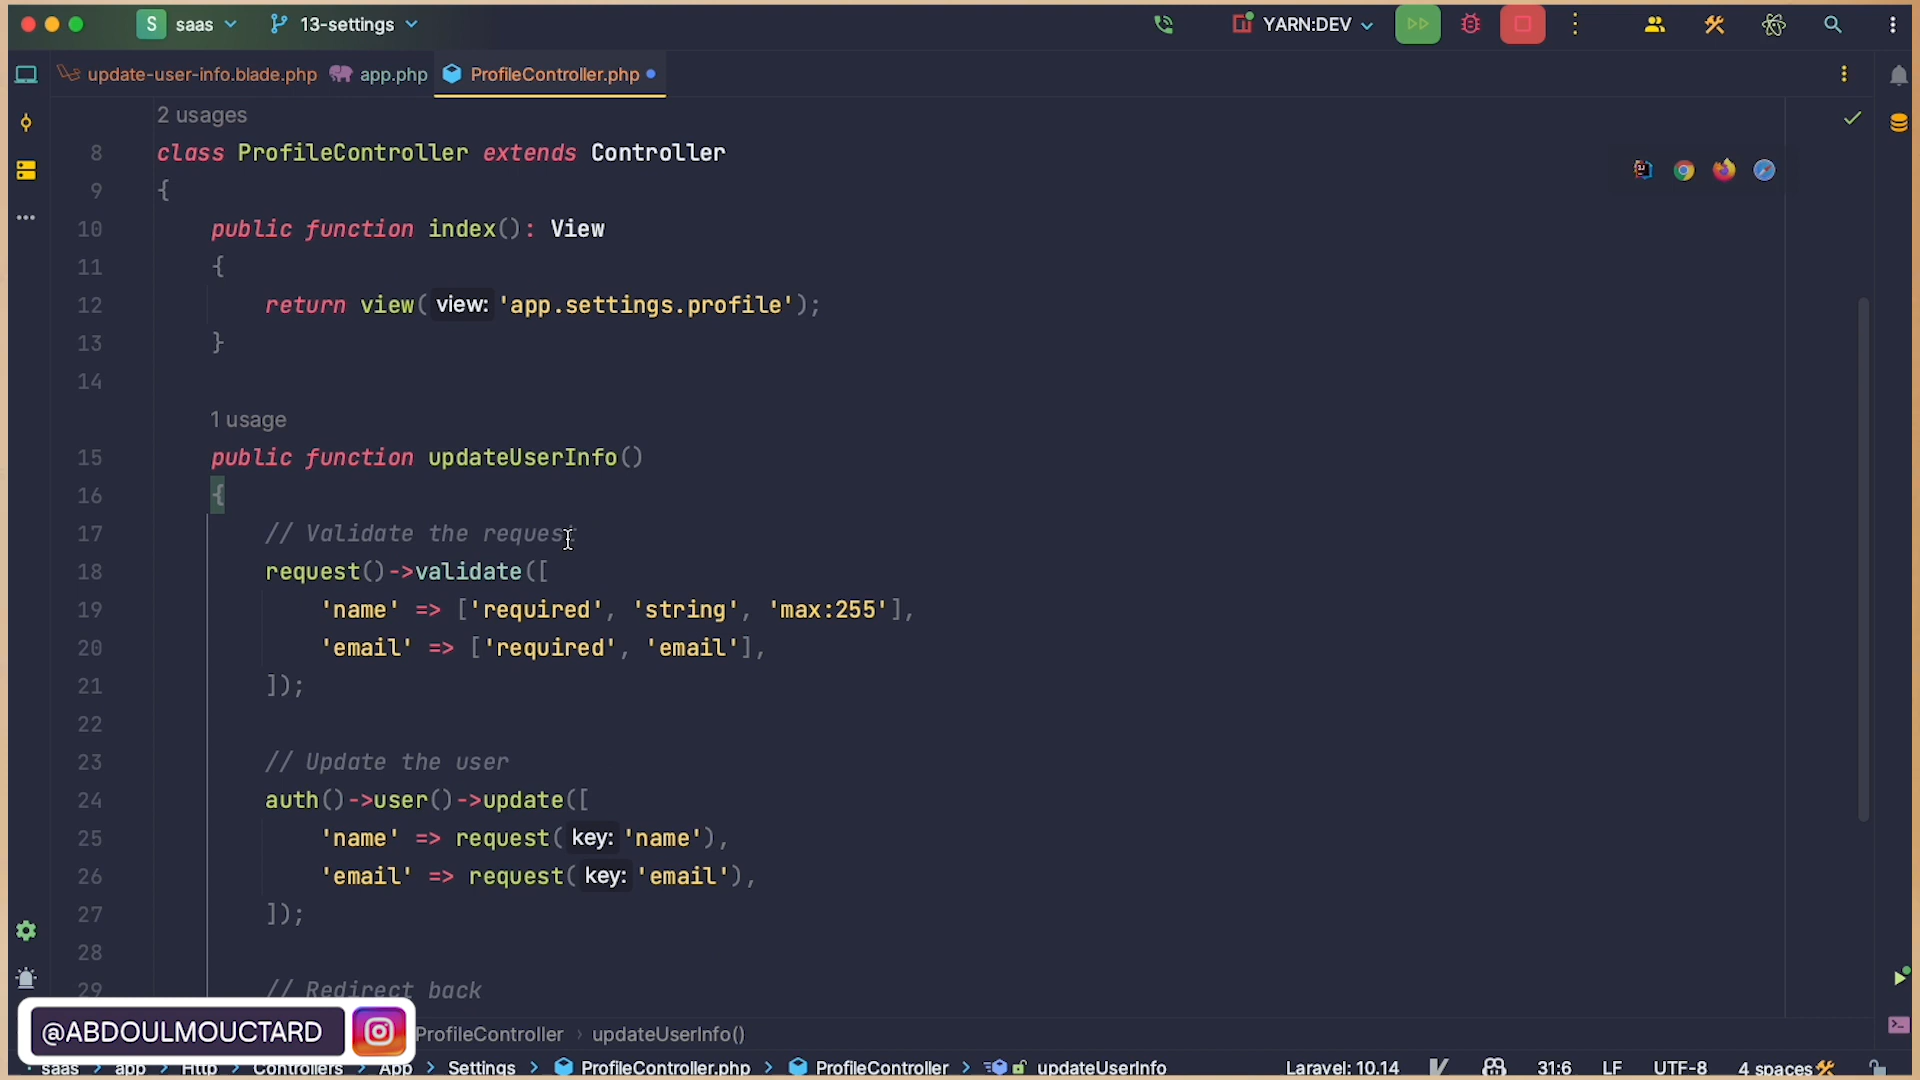 S saas 13-settings YARN:DEV
update-user-info.blade.php app.php ProfileController.php
2 usages
8 class ProfileController extends Controller
9 {
10 public function index(): View
11 {
12 return view( view: 'app.settings.profile');
13 }
14
1 usage
15 public function updateUserInfo()
16 {
17 // Validate the request
18 request()->validate([
19 'name' => ['required', 'string', 'max:255'],
20 'email' => ['required', 'email'],
21 ]);
22
23 // Update the user
24 auth()->user()->update([
25 'name' => request( key: 'name'),
26 'email' => request( key: 'email'),
27 ]);
28
29 // Redirect back
@ABDOULMOUCTARD
ProfileController › updateUserInfo()
saas › app › Http › Controllers › App › Settings › ProfileController.php › ProfileController › updateUserInfo Laravel: 10.14 31:6 LF UTF-8 4 spaces